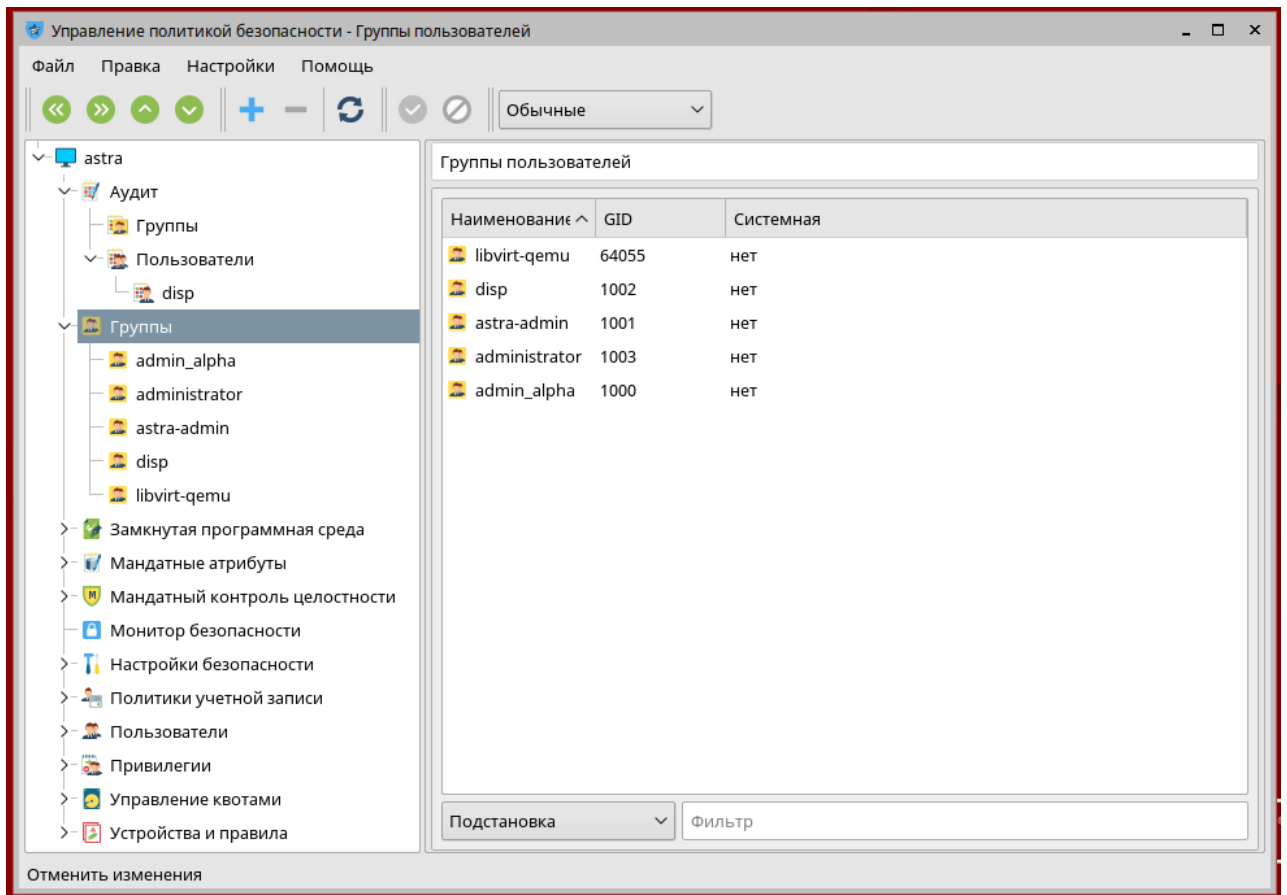 Управление политикой безопасности - Группы пользователей
Файл Правка Настройки Помощь
Обычные
astra
Аудит
Группы
Пользователи
disp
Группы
admin_alpha
administrator
astra-admin
disp
libvirt-qemu
Замкнутая программная среда
Мандатные атрибуты
Мандатный контроль целостности
Монитор безопасности
Настройки безопасности
Политики учетной записи
Пользователи
Привилегии
Управление квотами
Устройства и правила
Группы пользователей
Наименование GID Системная
libvirt-qemu 64055 нет
disp 1002 нет
astra-admin 1001 нет
administrator 1003 нет
admin_alpha 1000 нет
Подстановка Фильтр
Отменить изменения